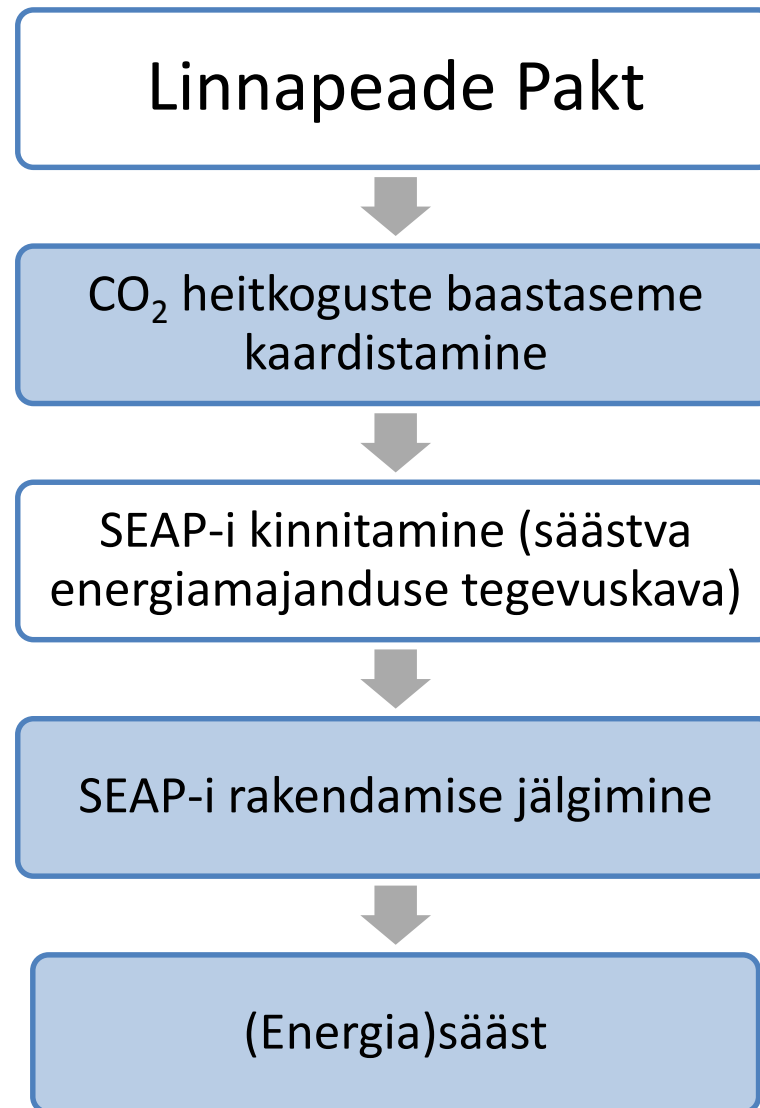 Linnapeade Pakt
CO₂ heitkoguste baastaseme
kaardistamine
SEAP-i kinnitamine (säästva
energiamajanduse tegevuskava)
SEAP-i rakendamise jälgimine
(Energia)sääst